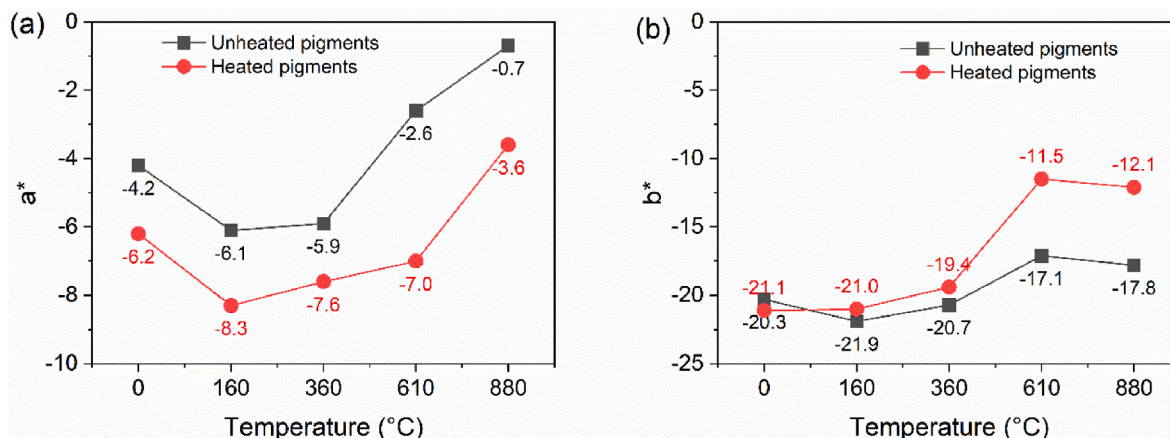 (a)
0
-2
-4
-6
-8
-10
a*
Unheated pigments
Heated pigments
-4.2
-6.1
-5.9
-2.6
-0.7
-6.2
-8.3
-7.6
-7.0
-3.6
0 160 360 610 880
Temperature (°C)
(b)
0
-5
-10
-15
-20
-25
b*
Unheated pigments
Heated pigments
-21.1
-21.0
-19.4
-11.5
-12.1
-20.3
-21.9
-20.7
-17.1
-17.8
0 160 360 610 880
Temperature (°C)